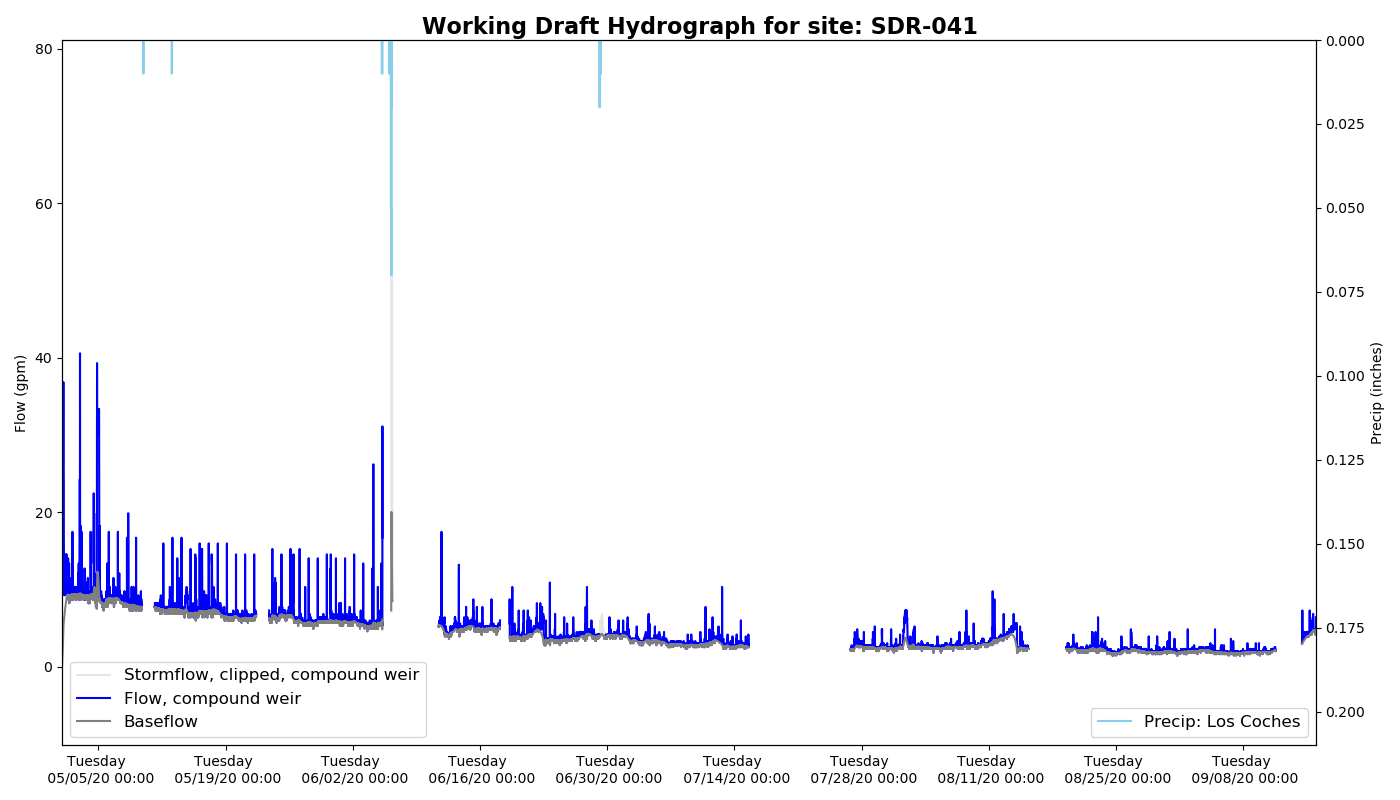 Working Draft Hydrograph for site: SDR-041
80
60
40
20
0
Flow (gpm)
0.000
0.025
0.050
0.075
0.100
0.125
0.150
0.175
0.200
Precip (inches)
Stormflow, clipped, compound weir
Flow, compound weir
Baseflow
Precip: Los Coches
Tuesday
05/05/20 00:00
Tuesday
05/19/20 00:00
Tuesday
06/02/20 00:00
Tuesday
06/16/20 00:00
Tuesday
06/30/20 00:00
Tuesday
07/14/20 00:00
Tuesday
07/28/20 00:00
Tuesday
08/11/20 00:00
Tuesday
08/25/20 00:00
Tuesday
09/08/20 00:00